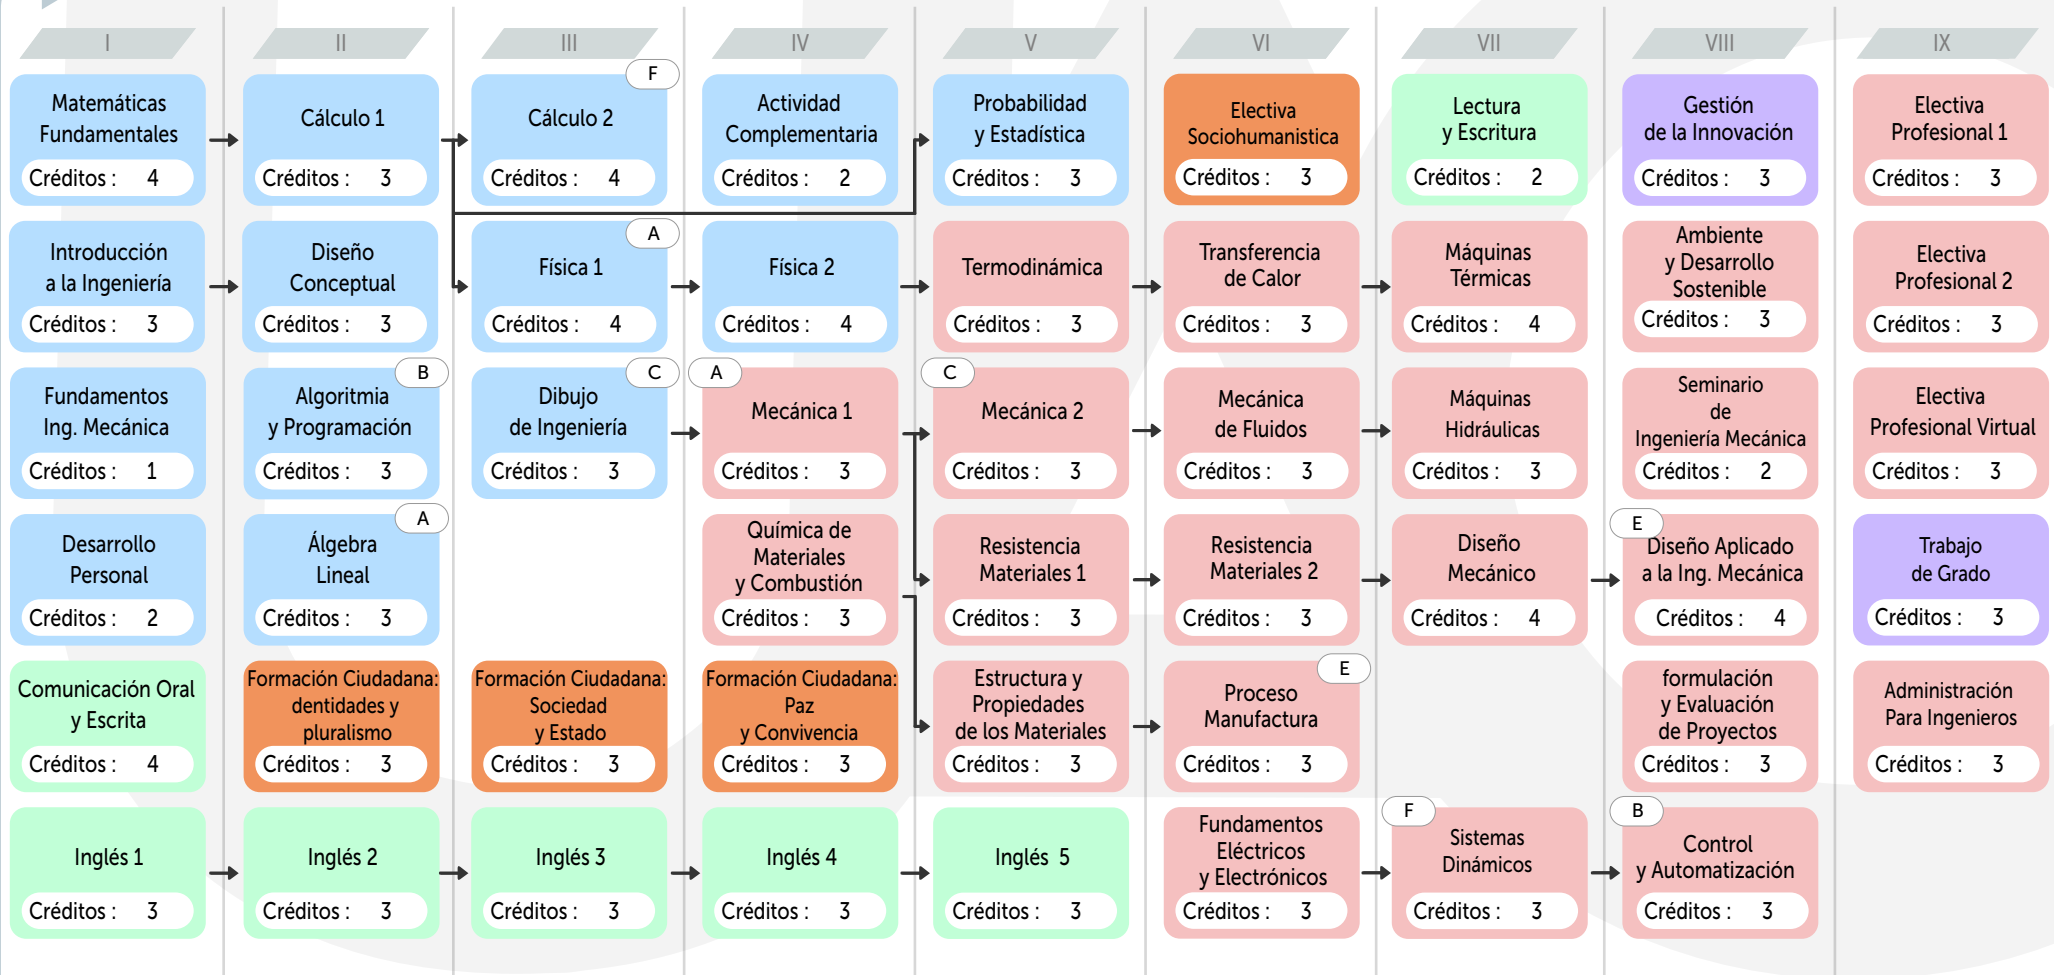 I
II
III
IV
V
VI
VII
VIII
IX
Matemáticas
Fundamentales
Créditos : 4
Introducción
a la Ingeniería
Créditos : 3
Fundamentos
Ing. Mecánica
Créditos : 1
Desarrollo
Personal
Créditos : 2
Comunicación Oral
y Escrita
Créditos : 4
Inglés 1
Créditos : 3
Cálculo 1
Créditos : 3
Diseño
Conceptual
Créditos : 3
B
Algoritmia
y Programación
Créditos : 3
A
Álgebra
Lineal
Créditos : 3
Formación Ciudadana:
dentidades y
pluralismo
Créditos : 3
Inglés 2
Créditos : 3
F
Cálculo 2
Créditos : 4
A
Física 1
Créditos : 4
C
Dibujo
de Ingeniería
Créditos : 3
Formación Ciudadana:
Sociedad
y Estado
Créditos : 3
Inglés 3
Créditos : 3
Actividad
Complementaria
Créditos : 2
Física 2
Créditos : 4
A
Mecánica 1
Créditos : 3
Química de
Materiales
y Combustión
Créditos : 3
Formación Ciudadana:
Paz
y Convivencia
Créditos : 3
Inglés 4
Créditos : 3
Probabilidad
y Estadística
Créditos : 3
Termodinámica
Créditos : 3
C
Mecánica 2
Créditos : 3
Resistencia
Materiales 1
Créditos : 3
Estructura y
Propiedades
de los Materiales
Créditos : 3
Inglés 5
Créditos : 3
Electiva
Sociohumanistica
Créditos : 3
Transferencia
de Calor
Créditos : 3
Mecánica
de Fluidos
Créditos : 3
Resistencia
Materiales 2
Créditos : 3
E
Proceso
Manufactura
Créditos : 3
Fundamentos
Eléctricos
y Electrónicos
Créditos : 3
Lectura
y Escritura
Créditos : 2
Máquinas
Térmicas
Créditos : 4
Máquinas
Hidráulicas
Créditos : 3
Diseño
Mecánico
Créditos : 4
F
Sistemas
Dinámicos
Créditos : 3
Gestión
de la Innovación
Créditos : 3
Ambiente
y Desarrollo
Sostenible
Créditos : 3
Seminario
de
Ingeniería Mecánica
Créditos : 2
E
Diseño Aplicado
a la Ing. Mecánica
Créditos : 4
formulación
y Evaluación
de Proyectos
Créditos : 3
B
Control
y Automatización
Créditos : 3
Electiva
Profesional 1
Créditos : 3
Electiva
Profesional 2
Créditos : 3
Electiva
Profesional Virtual
Créditos : 3
Trabajo
de Grado
Créditos : 3
Administración
Para Ingenieros
Créditos : 3